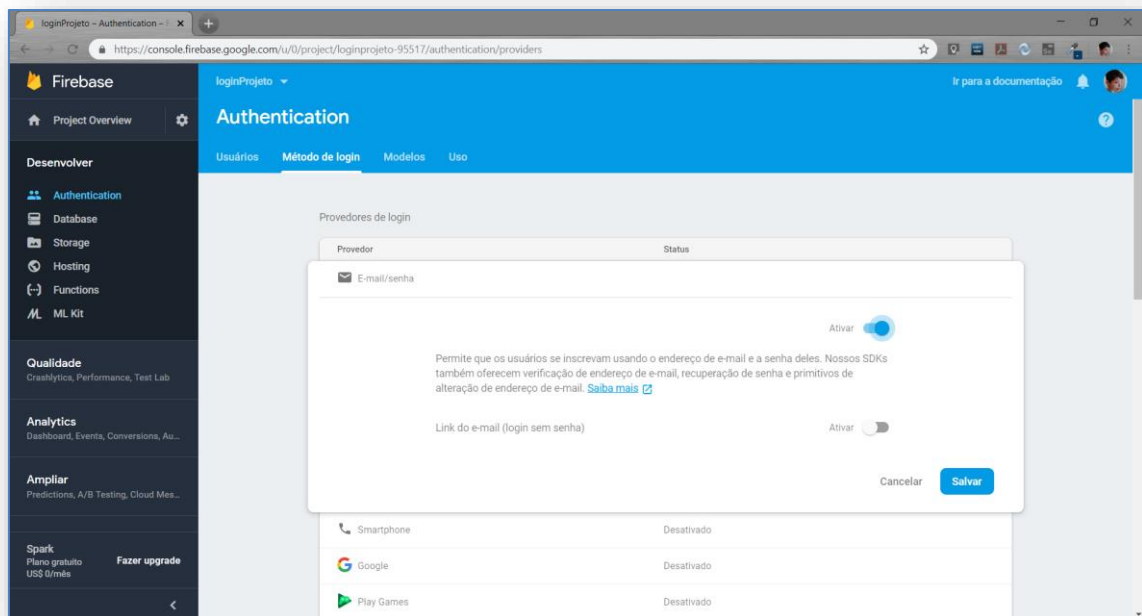 loginProjeto – Authentication –
https://console.firebase.google.com/u/0/project/loginprojeto-95517/authentication/providers
Firebase
Project Overview
Desenvolver
Authentication
Database
Storage
Hosting
Functions
ML Kit
Qualidade
Crashlytics, Performance, Test Lab
Analytics
Dashboard, Events, Conversions, Au...
Ampliar
Predictions, A/B Testing, Cloud Mes...
Spark
Plano gratuito
US$ 0/mês
Fazer upgrade
loginProjeto
Ir para a documentação
Authentication
Usuários Método de login Modelos Uso
Provedores de login
Provedor Status
E-mail/senha
Ativar
Permite que os usuários se inscrevam usando o endereço de e-mail e a senha deles. Nossos SDKs
também oferecem verificação de endereço de e-mail, recuperação de senha e primitivos de
alteração de endereço de e-mail. Saiba mais
Link do e-mail (login sem senha) Ativar
Cancelar Salvar
Smartphone Desativado
Google Desativado
Play Games Desativado